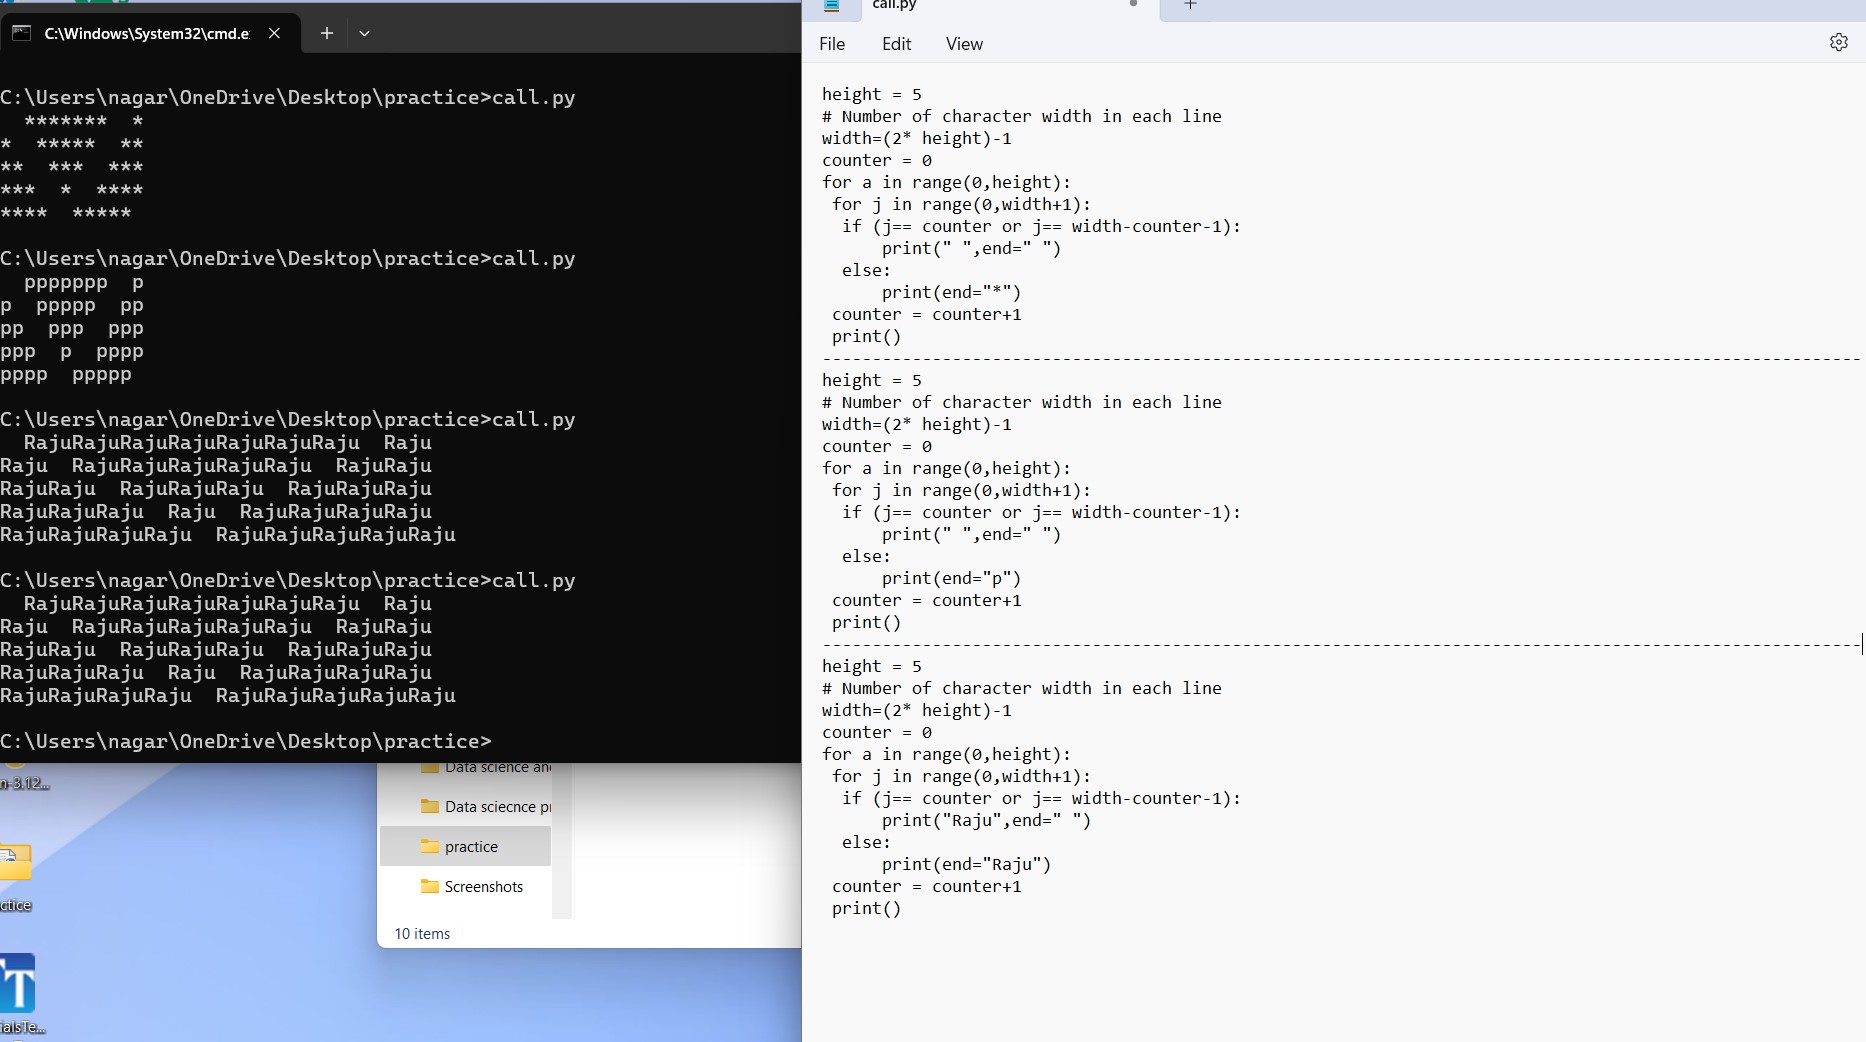 C:\Windows\System32\cmd.e
C:\Users\nagar\OneDrive\Desktop\practice>call.py
  *******  *
*  *****  **
**  ***  ***
***  *  ****
****  *****
C:\Users\nagar\OneDrive\Desktop\practice>call.py
  ppppppp  p
p  ppppp  pp
pp  ppp  ppp
ppp  p  pppp
pppp  ppppp
C:\Users\nagar\OneDrive\Desktop\practice>call.py
  RajuRajuRajuRajuRajuRajuRaju  Raju
Raju  RajuRajuRajuRajuRaju  RajuRaju
RajuRaju  RajuRajuRaju  RajuRajuRaju
RajuRajuRaju  Raju  RajuRajuRajuRaju
RajuRajuRajuRaju  RajuRajuRajuRajuRaju
C:\Users\nagar\OneDrive\Desktop\practice>call.py
  RajuRajuRajuRajuRajuRajuRaju  Raju
Raju  RajuRajuRajuRajuRaju  RajuRaju
RajuRaju  RajuRajuRaju  RajuRajuRaju
RajuRajuRaju  Raju  RajuRajuRajuRaju
RajuRajuRajuRaju  RajuRajuRajuRajuRaju
C:\Users\nagar\OneDrive\Desktop\practice>
n-3.12...
ctice
ialsTe...
Data science an
Data sciecnce p
practice
Screenshots
10 items
call.py
File Edit View
height = 5
# Number of character width in each line
width=(2* height)-1
counter = 0
for a in range(0,height):
 for j in range(0,width+1):
  if (j== counter or j== width-counter-1):
      print(" ",end=" ")
  else:
      print(end="*")
 counter = counter+1
 print()
--------------------------------------------------------------------------------------------------------
height = 5
# Number of character width in each line
width=(2* height)-1
counter = 0
for a in range(0,height):
 for j in range(0,width+1):
  if (j== counter or j== width-counter-1):
      print(" ",end=" ")
  else:
      print(end="p")
 counter = counter+1
 print()
--------------------------------------------------------------------------------------------------------
height = 5
# Number of character width in each line
width=(2* height)-1
counter = 0
for a in range(0,height):
 for j in range(0,width+1):
  if (j== counter or j== width-counter-1):
      print("Raju",end=" ")
  else:
      print(end="Raju")
 counter = counter+1
 print()